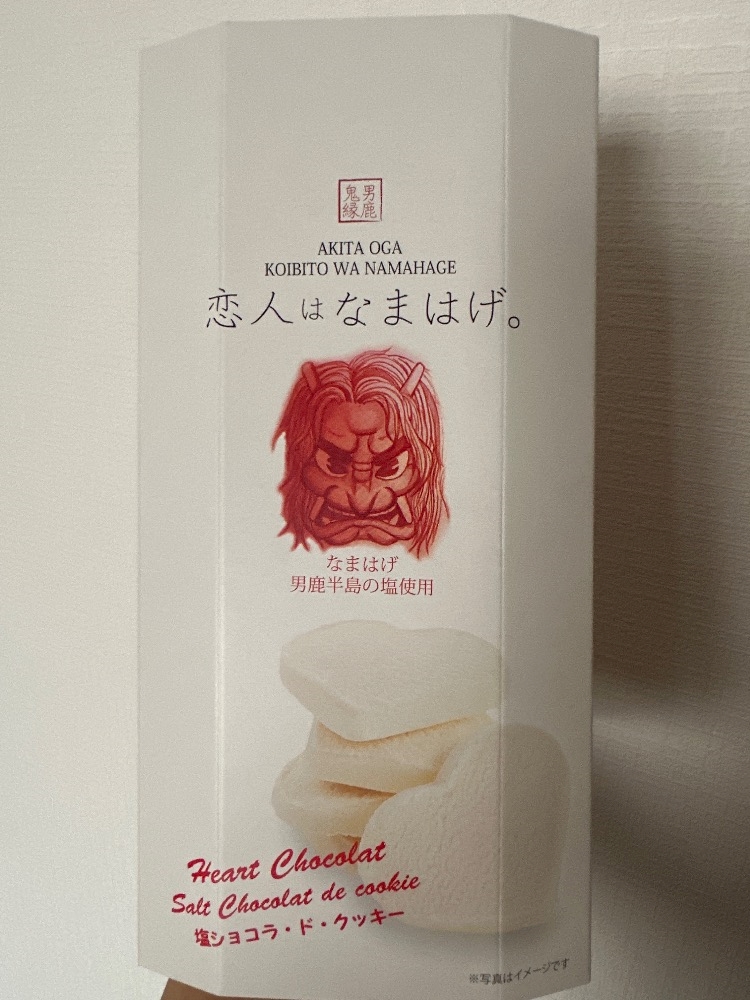 男鹿
鬼縁
AKITA OGA
KOIBITO WA NAMAHAGE
恋人はなまはげ。
なまはげ
男鹿半島の塩使用
Heart Chocolat
Salt Chocolat de cookie
塩ショコラ・ド・クッキー
※写真はイメージです